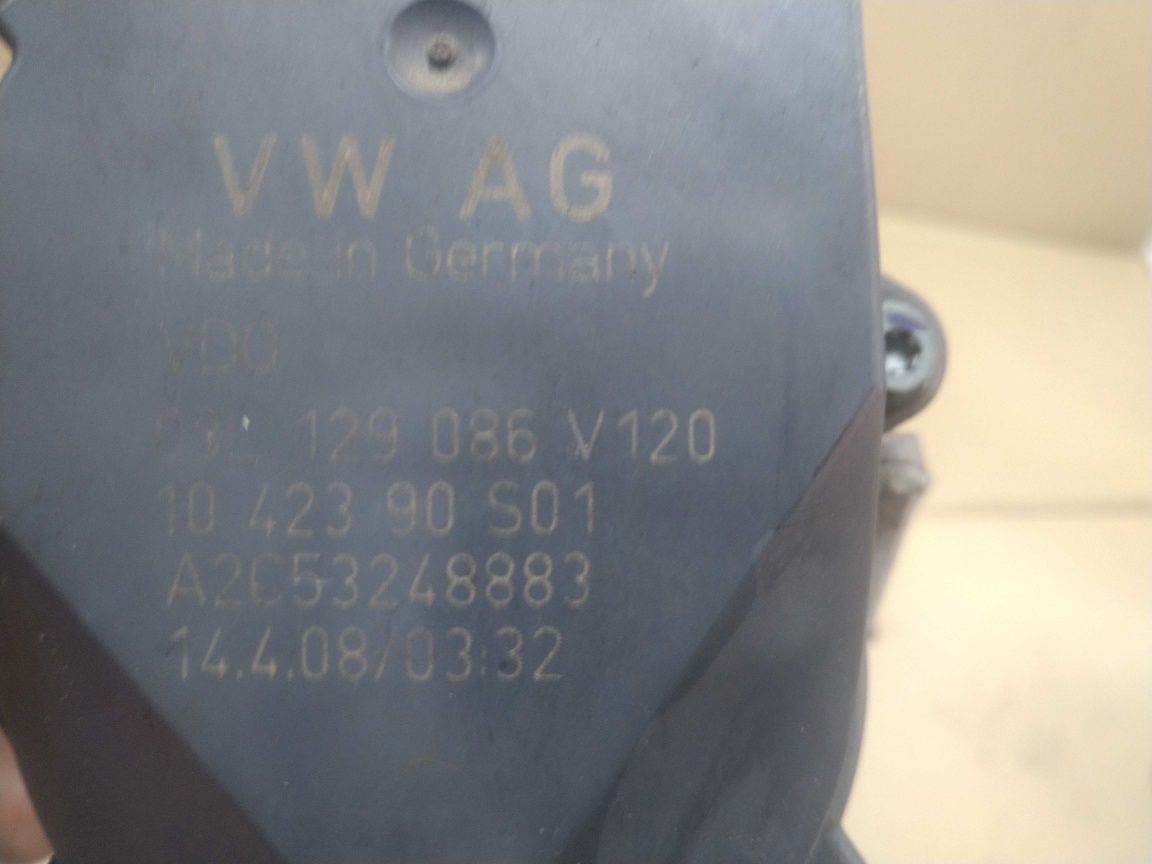 VW AG
Made in Germany
VDO
03L 129 086 V120
10 423 90 S01
A2C53248883
14.4.08/03:32